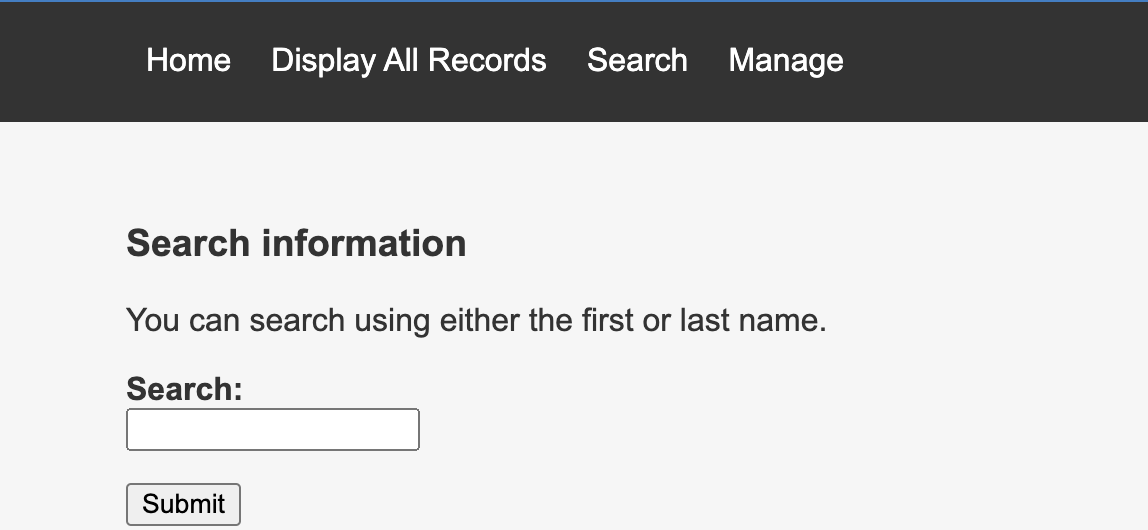 Home Display All Records Search Manage
Search information
You can search using either the first or last name.
Search:
Submit